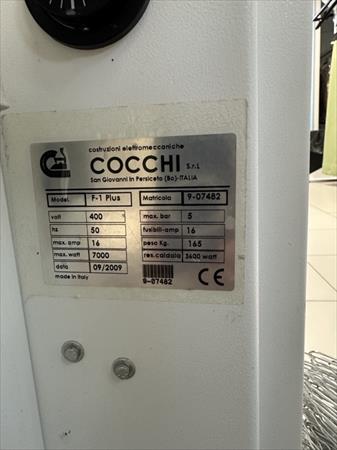 costruzioni elettromeccaniche
COCCHI S.r.L
San Giovanni in Persiceto (Bo)-ITALIA
Model. F-1 Plus Matricola 9-07482
volt 400 max. bar 5
hz 50 fusibili-amp 16
max. amp 16 peso Kg. 165
max. watt 7000 res. caldaia 3600 watt
data 09/2009
made in Italy 9-07482 CE